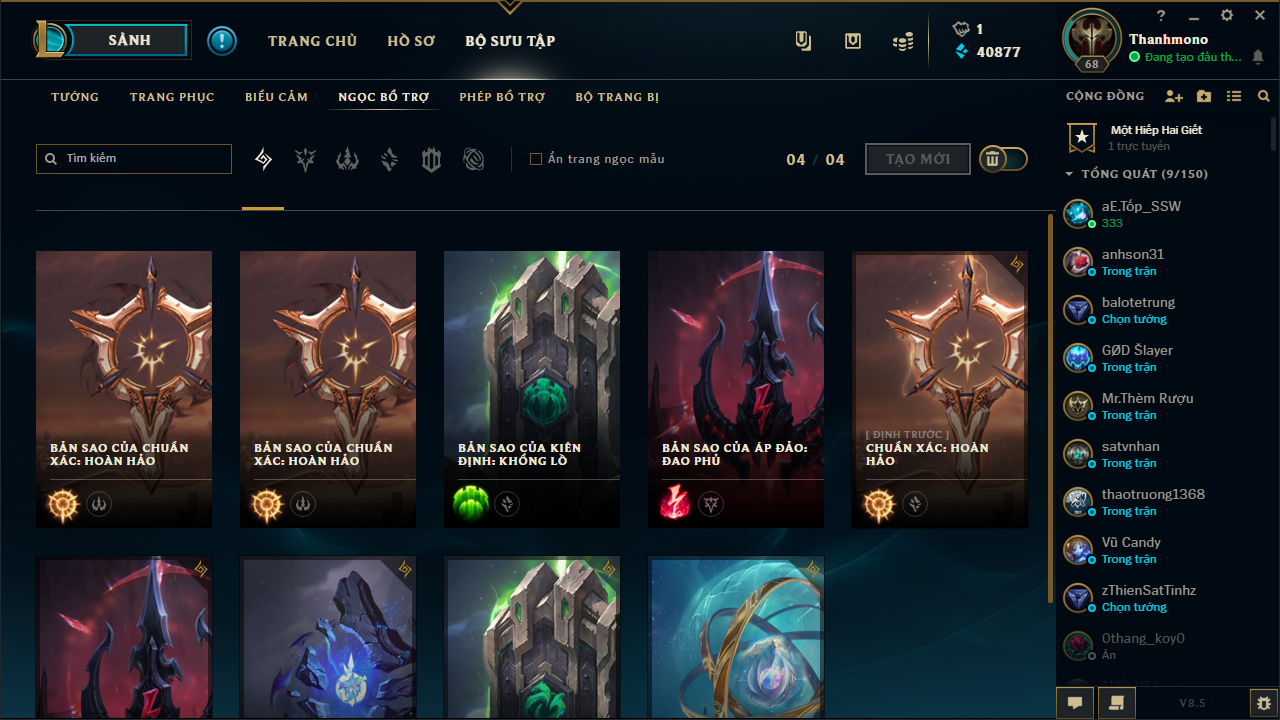 SẢNH
TRANG CHỦ
HỒ SƠ
BỘ SƯU TẬP
1
40877
?
68
Thanhmono
Đang tạo đấu th...
TƯỚNG
TRANG PHỤC
BIỂU CẢM
NGỌC BỔ TRỢ
PHÉP BỔ TRỢ
BỘ TRANG BỊ
CỘNG ĐỒNG
Tìm kiếm
Ẩn trang ngọc mẫu
04 / 04
TẠO MỚI
Một Hiếp Hai Giết
1 trực tuyến
TỔNG QUÁT (9/150)
aE.Tốp_SSW
333
anhson31
Trong trận
balotetrung
Chọn tướng
GØD Šlayer
Trong trận
Mr.Thèm Rượu
Trong trận
satvnhan
Trong trận
thaotruong1368
Trong trận
Vũ Candy
Trong trận
zThienSatTinhz
Chọn tướng
0thang_koy0
Ẩn
BẢN SAO CỦA CHUẨN
XÁC: HOÀN HẢO
BẢN SAO CỦA CHUẨN
XÁC: HOÀN HẢO
BẢN SAO CỦA KIÊN
ĐỊNH: KHỔNG LỒ
BẢN SAO CỦA ÁP ĐẢO:
ĐAO PHỦ
[ ĐỊNH TRƯỚC ]
CHUẨN XÁC: HOÀN
HẢO
V8.5